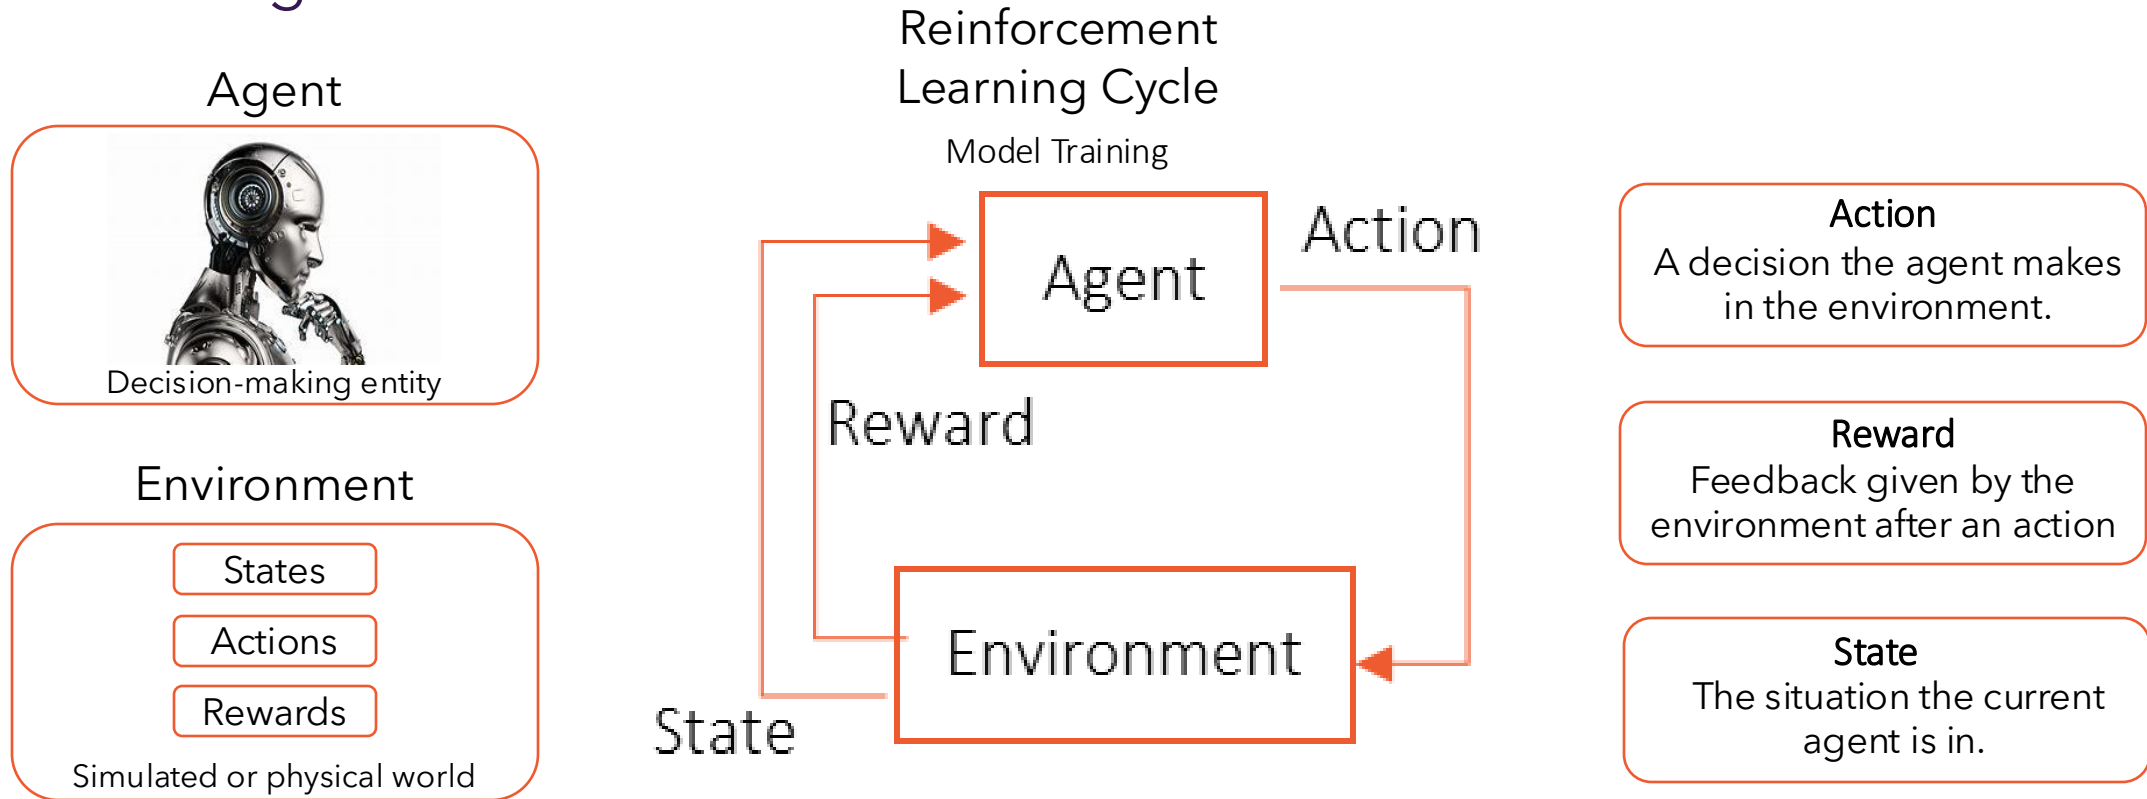 Agent
Decision-making entity
Environment
States
Actions
Rewards
Simulated or physical world
Reinforcement
Learning Cycle
Model Training
Agent
Action
Reward
Environment
State
Action
A decision the agent makes
in the environment.
Reward
Feedback given by the
environment after an action
State
The situation the current
agent is in.